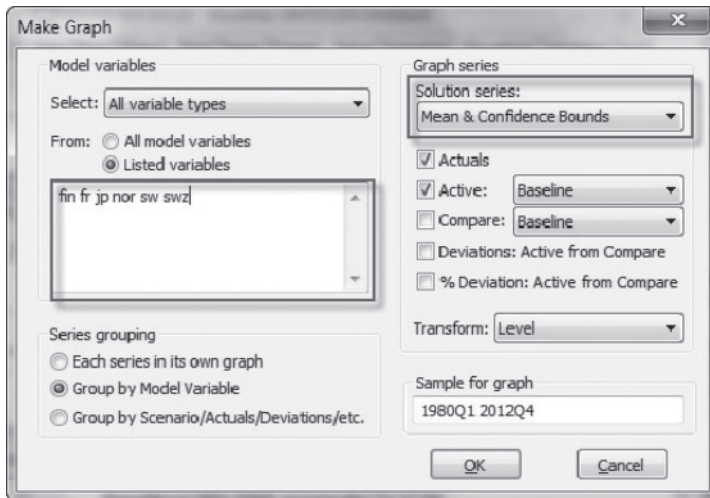 Make Graph
Model variables
Select: All variable types
From: All model variables
Listed variables
fin fr jp nor sw swz
Series grouping
Each series in its own graph
Group by Model Variable
Group by Scenario/Actuals/Deviations/etc.
Graph series
Solution series:
Mean & Confidence Bounds
Actuals
Active: Baseline
Compare: Baseline
Deviations: Active from Compare
% Deviation: Active from Compare
Transform: Level
Sample for graph
1980Q1 2012Q4
OK
Cancel